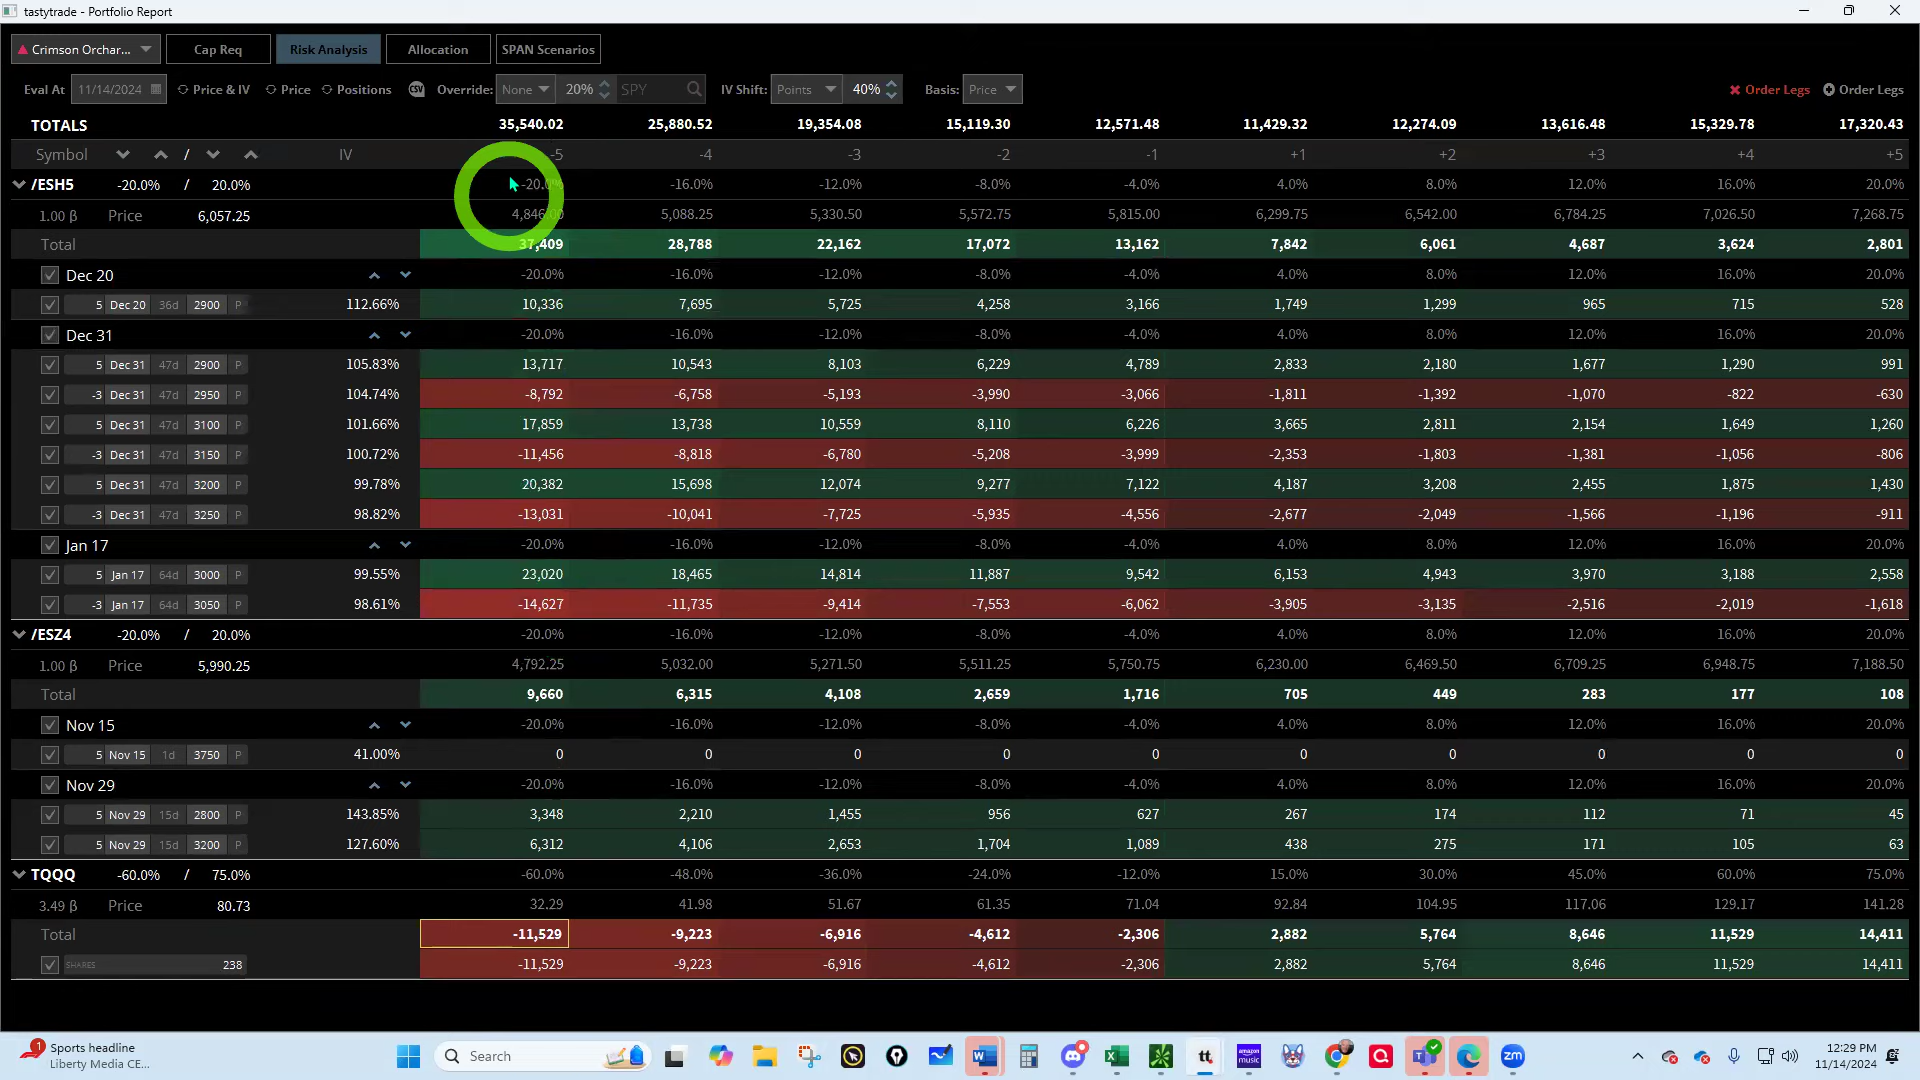 tastytrade - Portfolio Report
Crimson Orchar... Cap Req Risk Analysis Allocation SPAN Scenarios
Eval At 11/14/2024 Price & IV Price Positions CSV Override: None 20% SPY IV Shift: Points 40% Basis: Price Order Legs Order Legs
TOTALS 35,540.02 25,880.52 19,354.08 15,119.30 12,571.48 11,429.32 12,274.09 13,616.48 15,329.78 17,320.43
Symbol / IV -5 -4 -3 -2 -1 +1 +2 +3 +4 +5
/ESH5 -20.0% / 20.0% -20.0% -16.0% -12.0% -8.0% -4.0% 4.0% 8.0% 12.0% 16.0% 20.0%
1.00 β Price 6,057.25 4,846.00 5,088.25 5,330.50 5,572.75 5,815.00 6,299.75 6,542.00 6,784.25 7,026.50 7,268.75
Total 37,409 28,788 22,162 17,072 13,162 7,842 6,061 4,687 3,624 2,801
Dec 20 -20.0% -16.0% -12.0% -8.0% -4.0% 4.0% 8.0% 12.0% 16.0% 20.0%
5 Dec 20 36d 2900 P 112.66% 10,336 7,695 5,725 4,258 3,166 1,749 1,299 965 715 528
Dec 31 -20.0% -16.0% -12.0% -8.0% -4.0% 4.0% 8.0% 12.0% 16.0% 20.0%
5 Dec 31 47d 2900 P 105.83% 13,717 10,543 8,103 6,229 4,789 2,833 2,180 1,677 1,290 991
-3 Dec 31 47d 2950 P 104.74% -8,792 -6,758 -5,193 -3,990 -3,066 -1,811 -1,392 -1,070 -822 -630
5 Dec 31 47d 3100 P 101.66% 17,859 13,738 10,559 8,110 6,226 3,665 2,811 2,154 1,649 1,260
-3 Dec 31 47d 3150 P 100.72% -11,456 -8,818 -6,780 -5,208 -3,999 -2,353 -1,803 -1,381 -1,056 -806
5 Dec 31 47d 3200 P 99.78% 20,382 15,698 12,074 9,277 7,122 4,187 3,208 2,455 1,875 1,430
-3 Dec 31 47d 3250 P 98.82% -13,031 -10,041 -7,725 -5,935 -4,556 -2,677 -2,049 -1,566 -1,196 -911
Jan 17 -20.0% -16.0% -12.0% -8.0% -4.0% 4.0% 8.0% 12.0% 16.0% 20.0%
5 Jan 17 64d 3000 P 99.55% 23,020 18,465 14,814 11,887 9,542 6,153 4,943 3,970 3,188 2,558
-3 Jan 17 64d 3050 P 98.61% -14,627 -11,735 -9,414 -7,553 -6,062 -3,905 -3,135 -2,516 -2,019 -1,618
/ESZ4 -20.0% / 20.0% -20.0% -16.0% -12.0% -8.0% -4.0% 4.0% 8.0% 12.0% 16.0% 20.0%
1.00 β Price 5,990.25 4,792.25 5,032.00 5,271.50 5,511.25 5,750.75 6,230.00 6,469.50 6,709.25 6,948.75 7,188.50
Total 9,660 6,315 4,108 2,659 1,716 705 449 283 177 108
Nov 15 -20.0% -16.0% -12.0% -8.0% -4.0% 4.0% 8.0% 12.0% 16.0% 20.0%
5 Nov 15 1d 3750 P 41.00% 0 0 0 0 0 0 0 0 0 0
Nov 29 -20.0% -16.0% -12.0% -8.0% -4.0% 4.0% 8.0% 12.0% 16.0% 20.0%
5 Nov 29 15d 2800 P 143.85% 3,348 2,210 1,455 956 627 267 174 112 71 45
5 Nov 29 15d 3200 P 127.60% 6,312 4,106 2,653 1,704 1,089 438 275 171 105 63
TQQQ -60.0% / 75.0% -60.0% -48.0% -36.0% -24.0% -12.0% 15.0% 30.0% 45.0% 60.0% 75.0%
3.49 β Price 80.73 32.29 41.98 51.67 61.35 71.04 92.84 104.95 117.06 129.17 141.28
Total -11,529 -9,223 -6,916 -4,612 -2,306 2,882 5,764 8,646 11,529 14,411
SHARES 238 -11,529 -9,223 -6,916 -4,612 -2,306 2,882 5,764 8,646 11,529 14,411
1 Sports headline
Liberty Media CE...
Search
W
tt
amazon music
zm
12:29 PM
11/14/2024